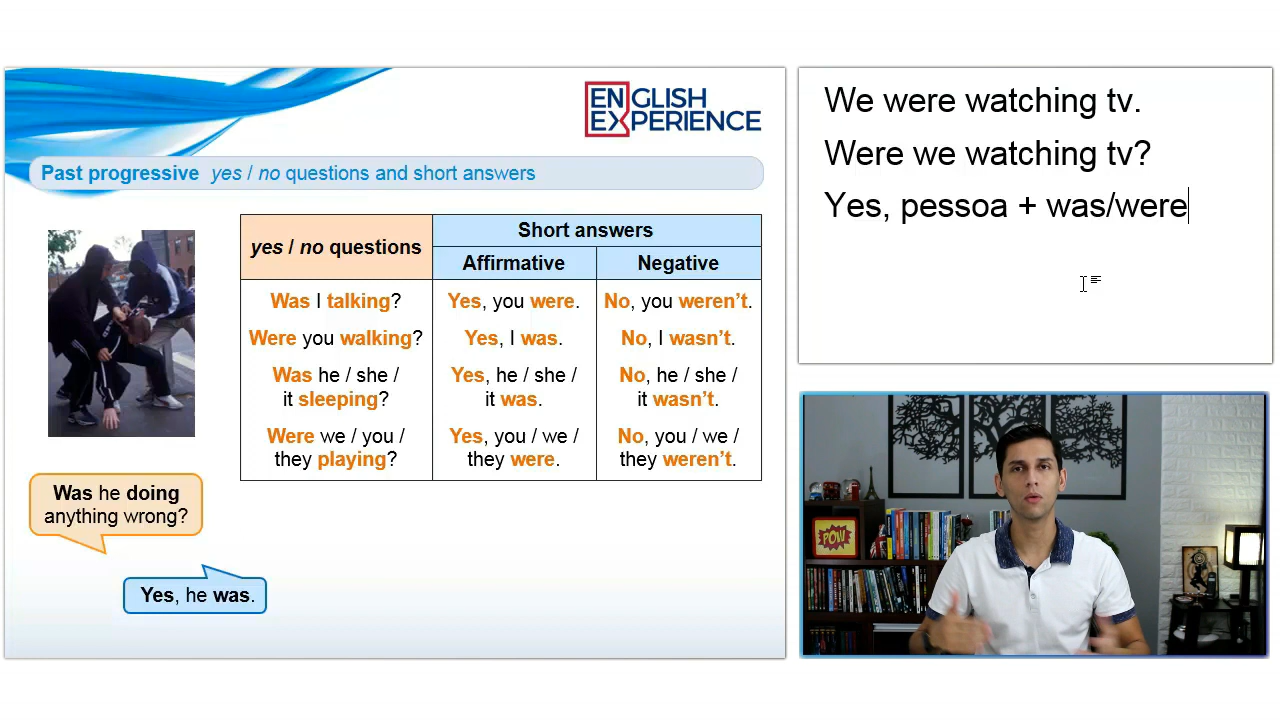 ENGLISH
EXPERIENCE
Past progressive yes / no questions and short answers
yes / no questions
Short answers
Affirmative
Negative
Was I talking?
Yes, you were.
No, you weren't.
Were you walking?
Yes, I was.
No, I wasn't.
Was he / she /
it sleeping?
Yes, he / she /
it was.
No, he / she /
it wasn't.
Were we / you /
they playing?
Yes, you / we /
they were.
No, you / we /
they weren't.
Was he doing
anything wrong?
Yes, he was.
We were watching tv.
Were we watching tv?
Yes, pessoa + was/were
POW